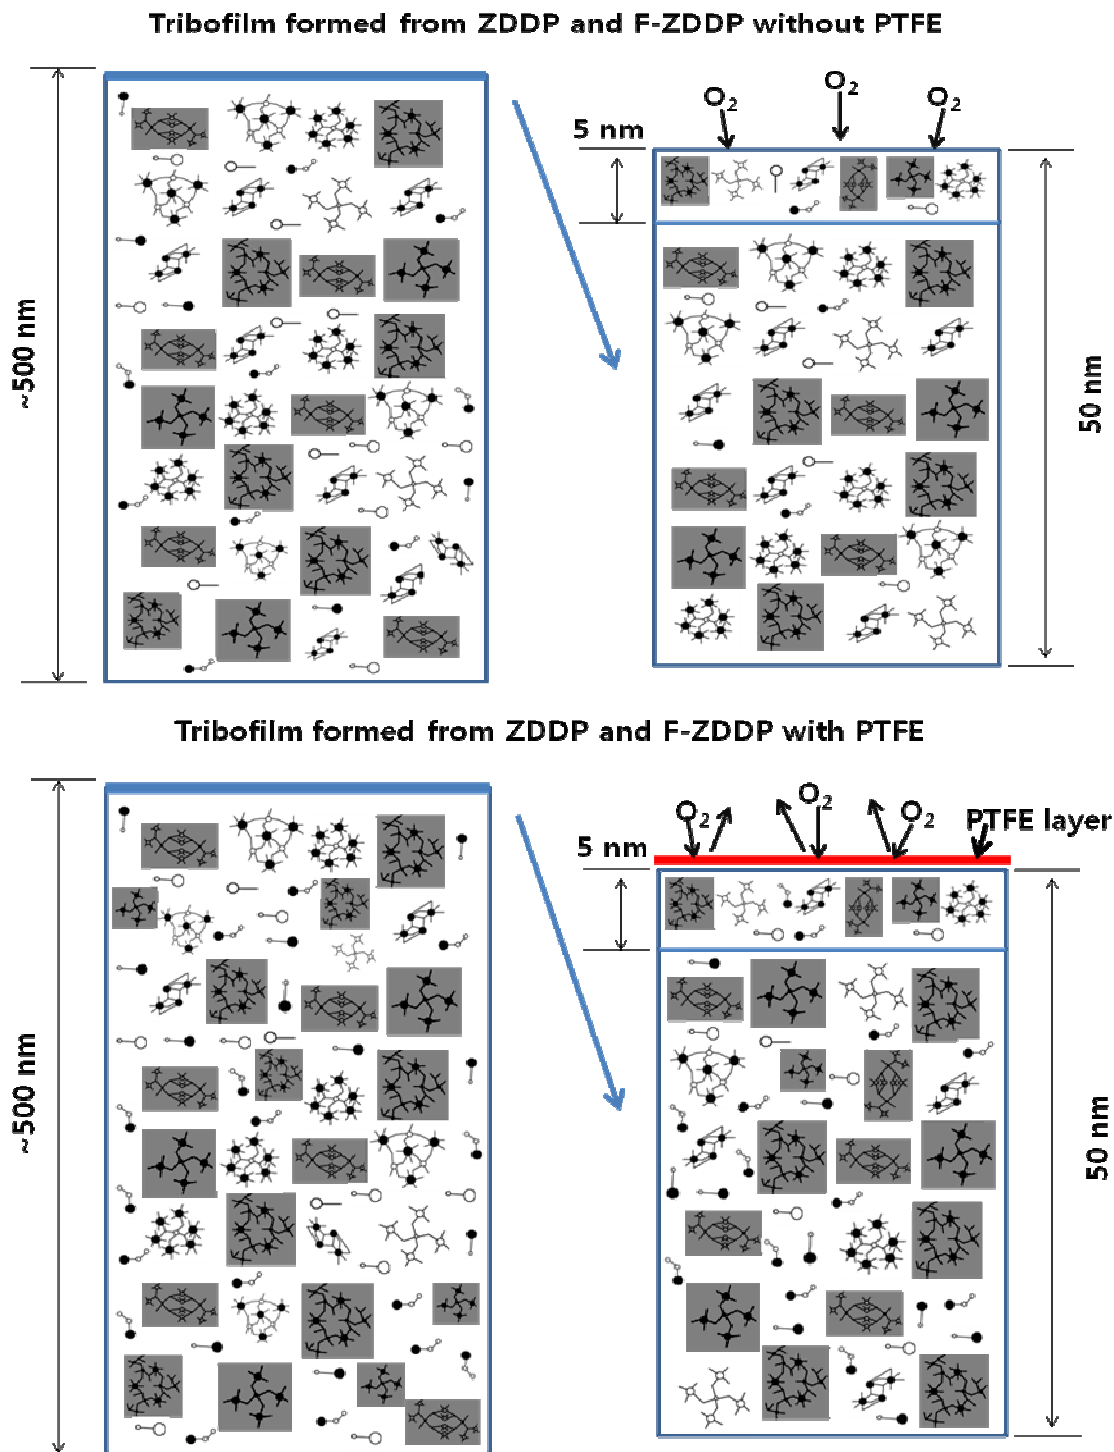 Tribofilm formed from ZDDP and F-ZDDP without PTFE
O2
O2
O2
5 nm
~500 nm
50 nm
Tribofilm formed from ZDDP and F-ZDDP with PTFE
O2
O2
O2
PTFE layer
5 nm
~500 nm
50 nm